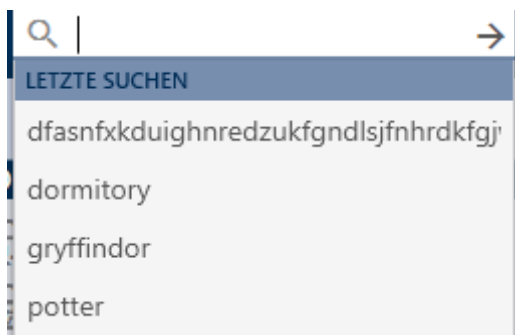 LETZTE SUCHEN
dfasnfxkduighnredzukfgndlsjfnhrdkfgj
dormitory
gryffindor
potter